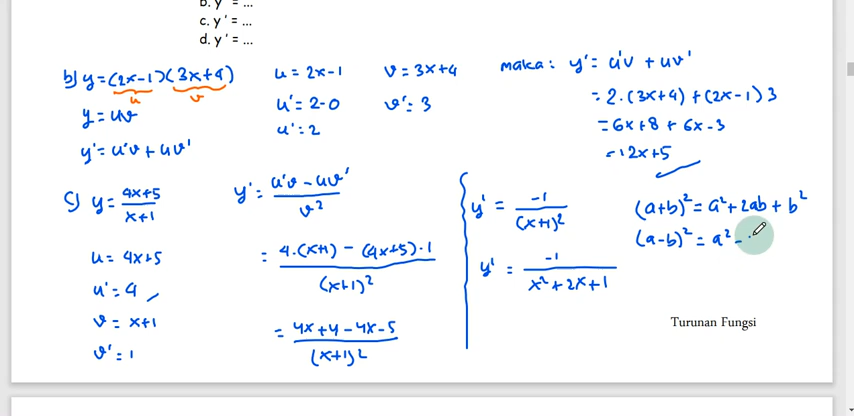 b. y' = ...
c. y' = ...
d. y' = ...
b) y = (2x-1)(3x+4)
u v
y = uv
y' = u'v + uv'
u = 2x-1
u' = 2-0
u' = 2
v = 3x+4
v' = 3
maka : y' = u'v + uv'
= 2.(3x+4) + (2x-1)3
= 6x+8 + 6x-3
= 12x+5
c) y = (4x+5)/(x+1)
u = 4x+5
u' = 4
v = x+1
v' = 1
y' = (u'v - uv')/v²
= (4.(x+1) - (4x+5).1)/(x+1)²
= (4x+4-4x-5)/(x+1)²
y' = -1/(x+1)²
y' = -1/(x²+2x+1)
(a+b)² = a²+2ab+b²
(a-b)² = a² -
Turunan Fungsi